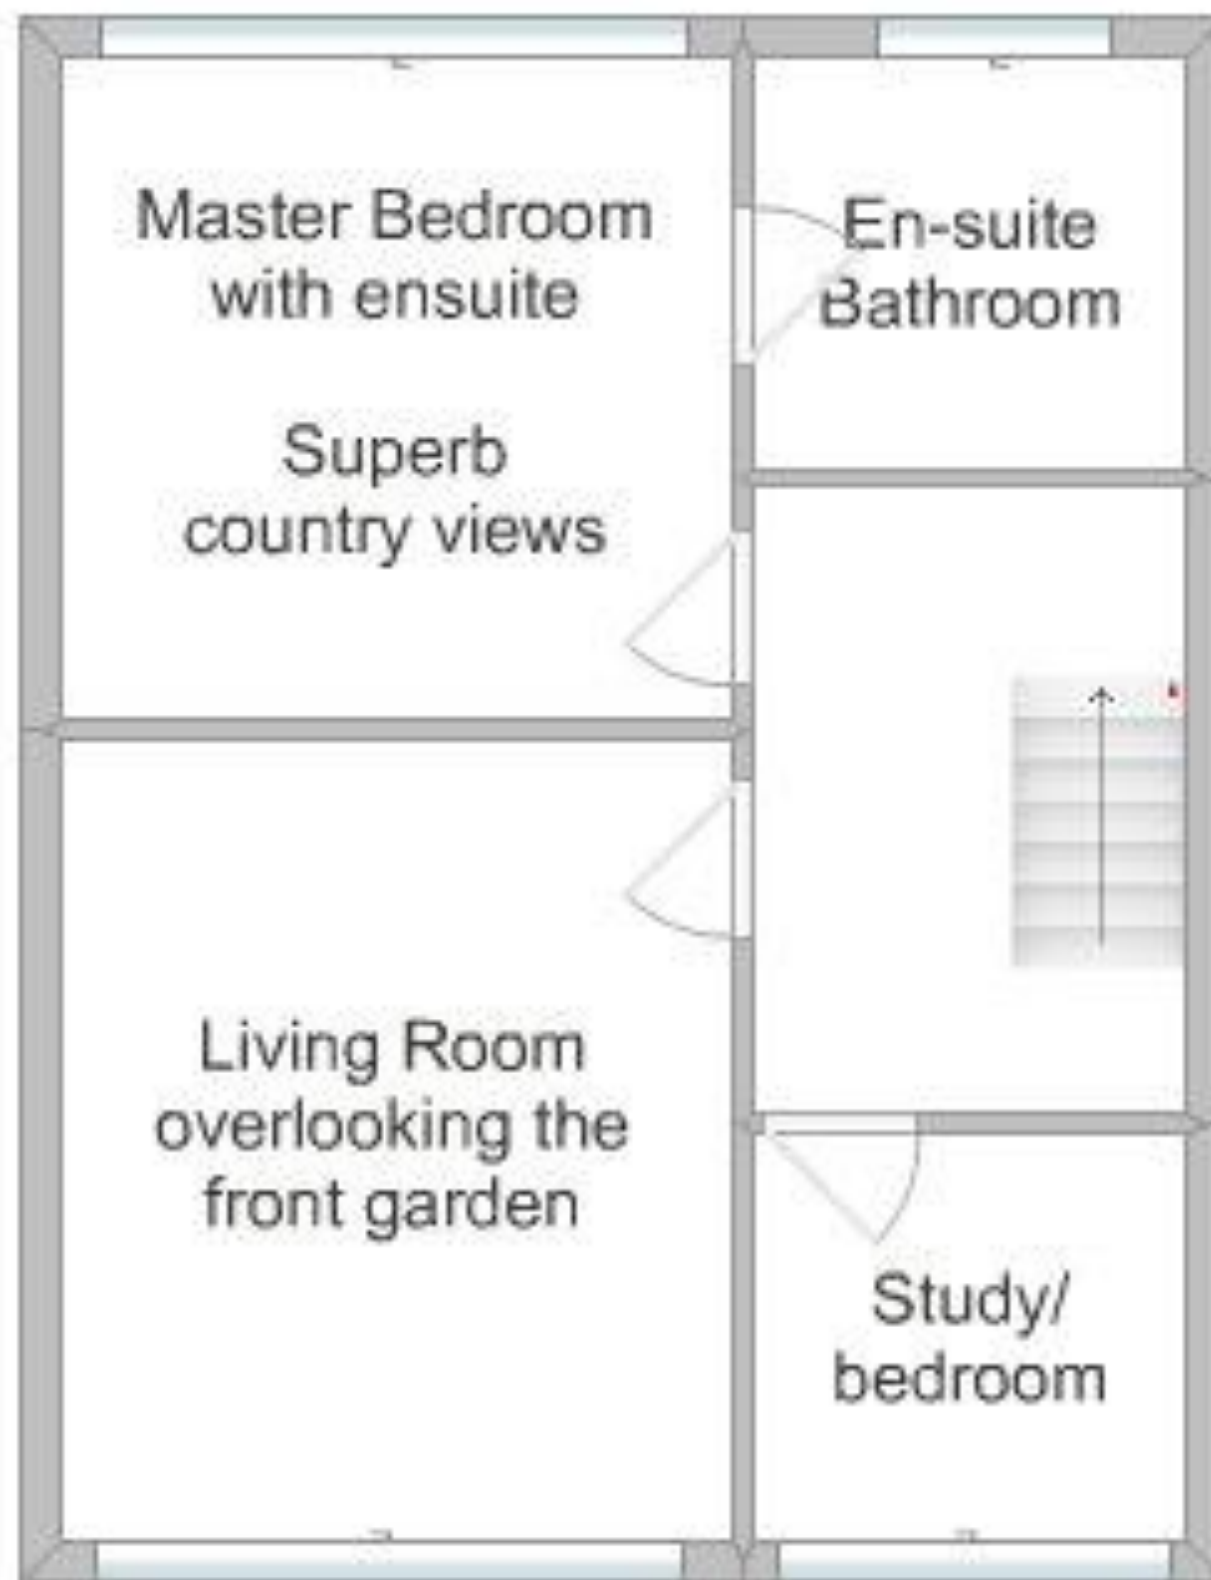 Master Bedroom
with ensuite
Superb
country views
En-suite
Bathroom
Living Room
overlooking the
front garden
Study/
bedroom